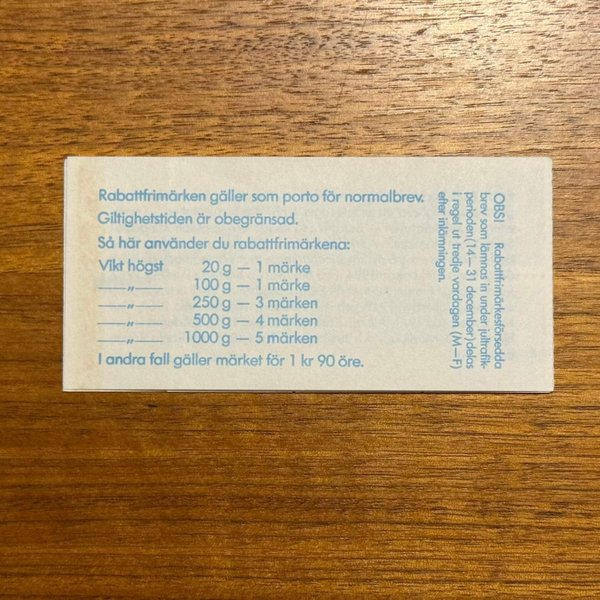 Rabattfrimärken gäller som porto för normalbrev.
Giltighetstiden är obegränsad.
Så här använder du rabattfrimärkena:
Vikt högst 20 g — 1 märke
—„— 100 g — 1 märke
—„— 250 g — 3 märken
—„— 500 g — 4 märken
—„— 1000 g — 5 märken
I andra fall gäller märket för 1 kr 90 öre.
OBS! Rabattfrimärkesförsedda
brev som lämnas in under jultrafik-
perioden (14—31 december) delas
i regel ut tredje vardagen (M—F)
efter inlämningen.